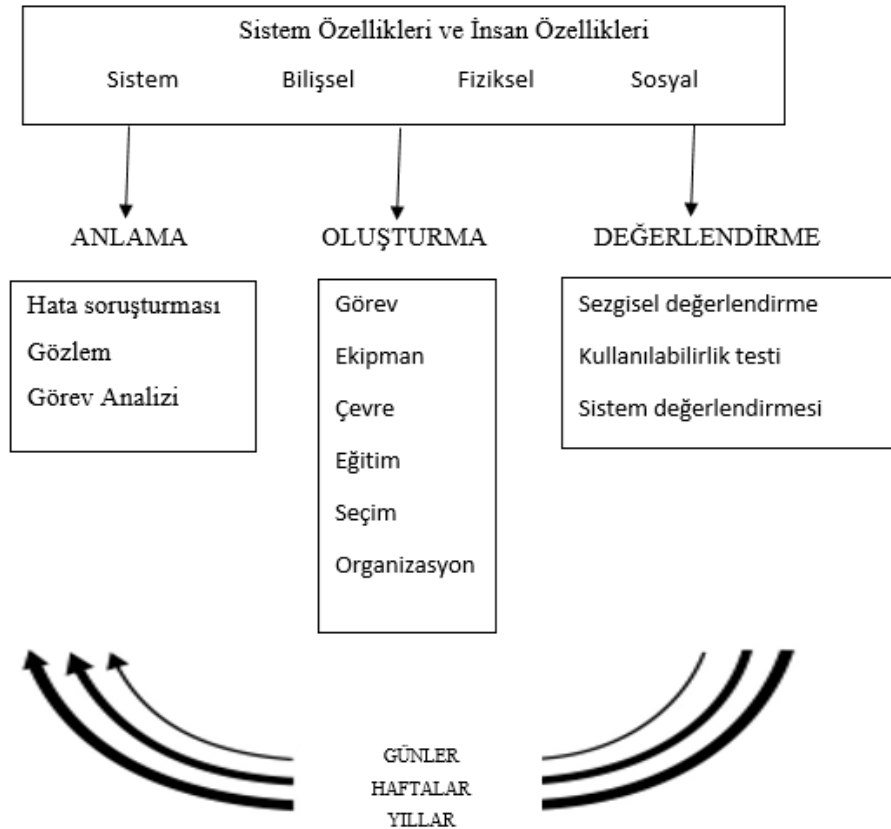 Sistem Özellikleri ve İnsan Özellikleri
Sistem Bilişsel Fiziksel Sosyal
ANLAMA
Hata soruşturması
Gözlem
Görev Analizi
OLUŞTURMA
Görev
Ekipman
Çevre
Eğitim
Seçim
Organizasyon
DEĞERLENDİRME
Sezgisel değerlendirme
Kullanılabilirlik testi
Sistem değerlendirmesi
GÜNLER
HAFTALAR
YILLAR